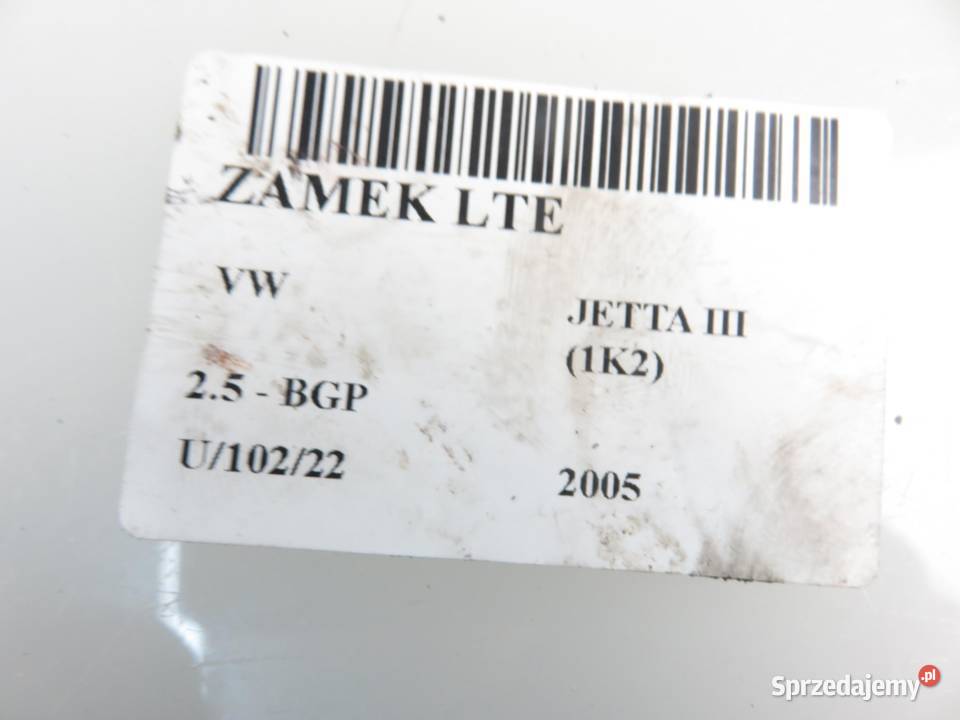 ZAMEK LTE
VW
JETTA III
(1K2)
2.5 - BGP
U/102/22
2005
Sprzedajemy.pl